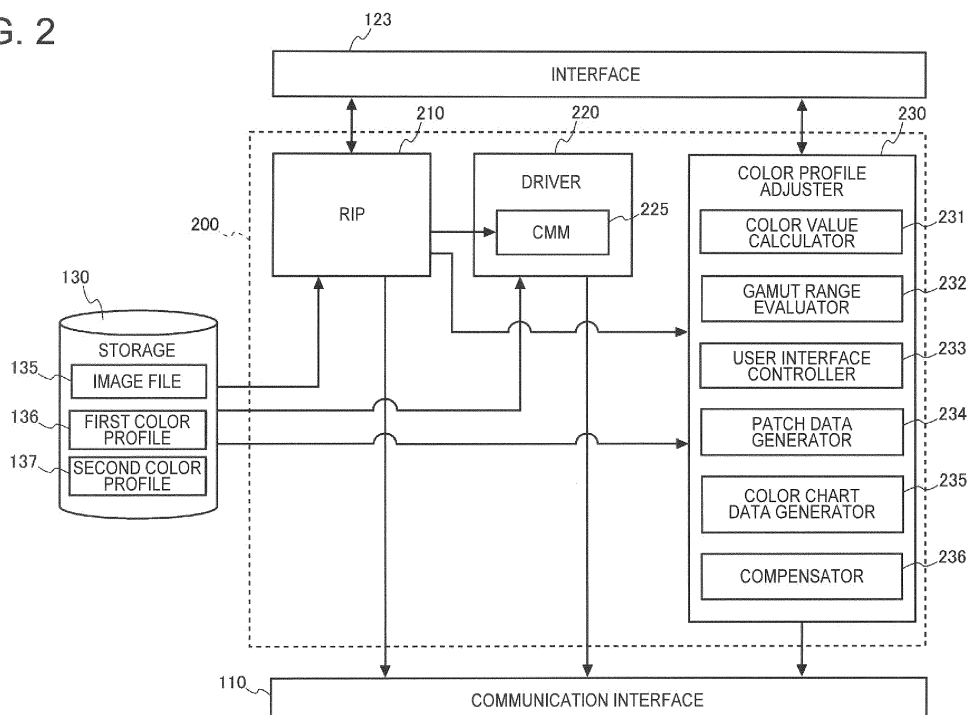 G. 2
123
INTERFACE
210
220
230
RIP
DRIVER
CMM
225
200
COLOR PROFILE
ADJUSTER
COLOR VALUE
CALCULATOR
231
GAMUT RANGE
EVALUATOR
232
USER INTERFACE
CONTROLLER
233
PATCH DATA
GENERATOR
234
COLOR CHART
DATA GENERATOR
235
COMPENSATOR
236
130
STORAGE
135
IMAGE FILE
136
FIRST COLOR
PROFILE
137
SECOND COLOR
PROFILE
110
COMMUNICATION INTERFACE